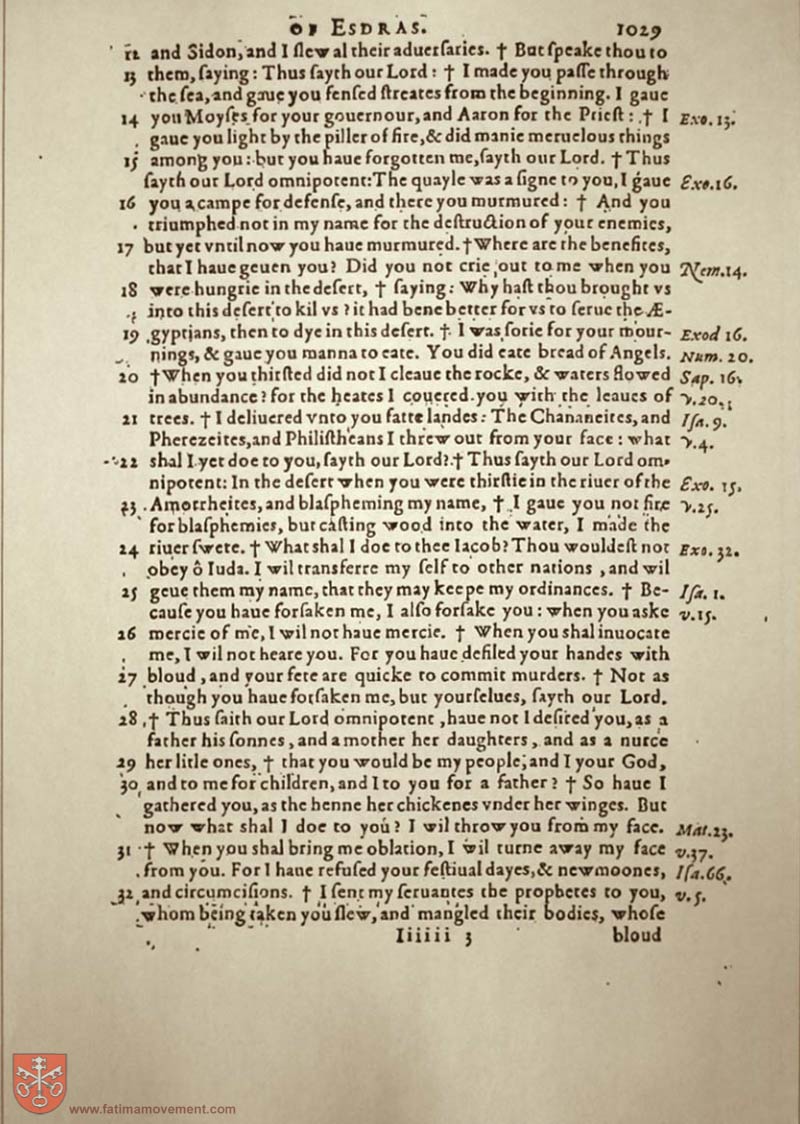 OF ESDRAS. 1029
12 and Sidon, and I ſlew al their aduerſaries. † But ſpeake thou to
13 them, ſaying: Thus ſayth our Lord: † I made you paſſe through
the ſea, and gaue you fenſed ſtreates from the beginning. I gaue
14 you Moyſes for your gouernour, and Aaron for the Prieſt: † I Exo. 13.
gaue you light by the piller of fire, & did manie meruelous things
15 among you: but you haue forgotten me, ſayth our Lord. † Thus
ſayth our Lord omnipotent: The quayle was a ſigne to you, I gaue Exo. 16.
16 you a campe for defenſe, and there you murmured: † And you
triumphed not in my name for the deſtruction of your enemies,
17 but yet vntil now you haue murmured. † Where are the benefites,
that I haue geuen you? Did you not crie out to me when you Nem. 14.
18 were hungrie in the deſert, † ſaying: Why haſt thou brought vs
into this deſert to kil vs? it had bene better for vs to ſerue the Æ-
19 gyptians, then to dye in this deſert. † I was ſorie for your mour- Exod 16.
nings, & gaue you manna to eate. You did eate bread of Angels. Num. 20.
20 † When you thirſted did not I cleaue the rocke, & waters flowed Sap. 16.
in abundance? for the heates I couered you with the leaues of v. 20.
21 trees. † I deliuered vnto you fatte landes: The Chananeites, and Iſa. 9.
Pherezeites, and Philiſtheans I threw out from your face: what v. 4.
22 shal I yet doe to you, ſayth our Lord? † Thus ſayth our Lord om-
nipotent: In the deſert when you were thirſtie in the riuer of the Exo. 15.
23 Amorrheites, and blaſpheming my name, † I gaue you not fire v. 25.
for blaſphemies, but caſting wood into the water, I made the
24 riuer ſwete. † What shal I doe to thee Iacob? Thou wouldeſt not Exo. 32.
obey ô Iuda. I wil transferre my ſelf to other nations, and wil
25 geue them my name, that they may keepe my ordinances. † Be- Iſa. 1.
cauſe you haue forſaken me, I alſo forſake you: when you aske v. 15.
26 mercie of me, I wil not haue mercie. † When you shal inuocate
me, I wil not heare you. For you haue defiled your handes with
27 bloud, and your fete are quicke to commit murders. † Not as
though you haue forſaken me, but yourſelues, ſayth our Lord.
28 † Thus ſaith our Lord omnipotent, haue not I deſired you, as a
father his ſonnes, and a mother her daughters, and as a nurce
29 her litle ones, † that you would be my people, and I your God,
30 and to me for children, and I to you for a father? † So haue I
gathered you, as the henne her chickenes vnder her winges. But
now what shal I doe to you? I wil throw you from my face. Mat. 23.
31 † When you shal bring me oblation, I wil turne away my face v. 37.
from you. For I haue refuſed your feſtiual dayes, & newmoones, Iſa. 66.
32 and circumciſions. † I ſent my ſeruantes the prophetes to you, v. 5.
whom being taken you ſlew, and mangled their bodies, whoſe
Iiiiii 3 bloud
www.fatimamovement.com